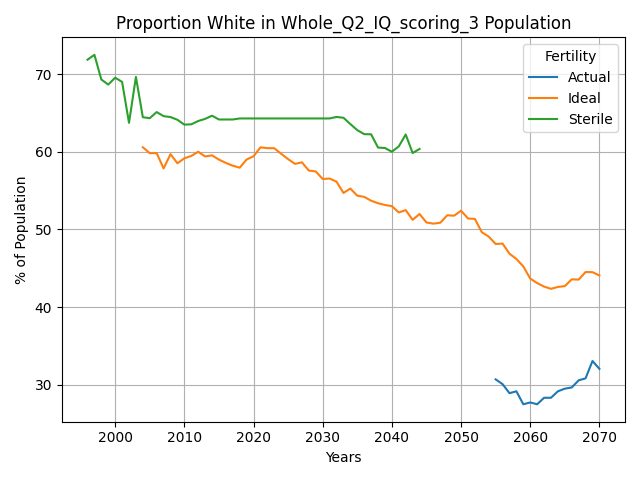 Proportion White in Whole_Q2_IQ_scoring_3 Population
Fertility
Actual
Ideal
Sterile
% of Population
70
60
50
40
30
2000
2010
2020
2030
2040
2050
2060
2070
Years